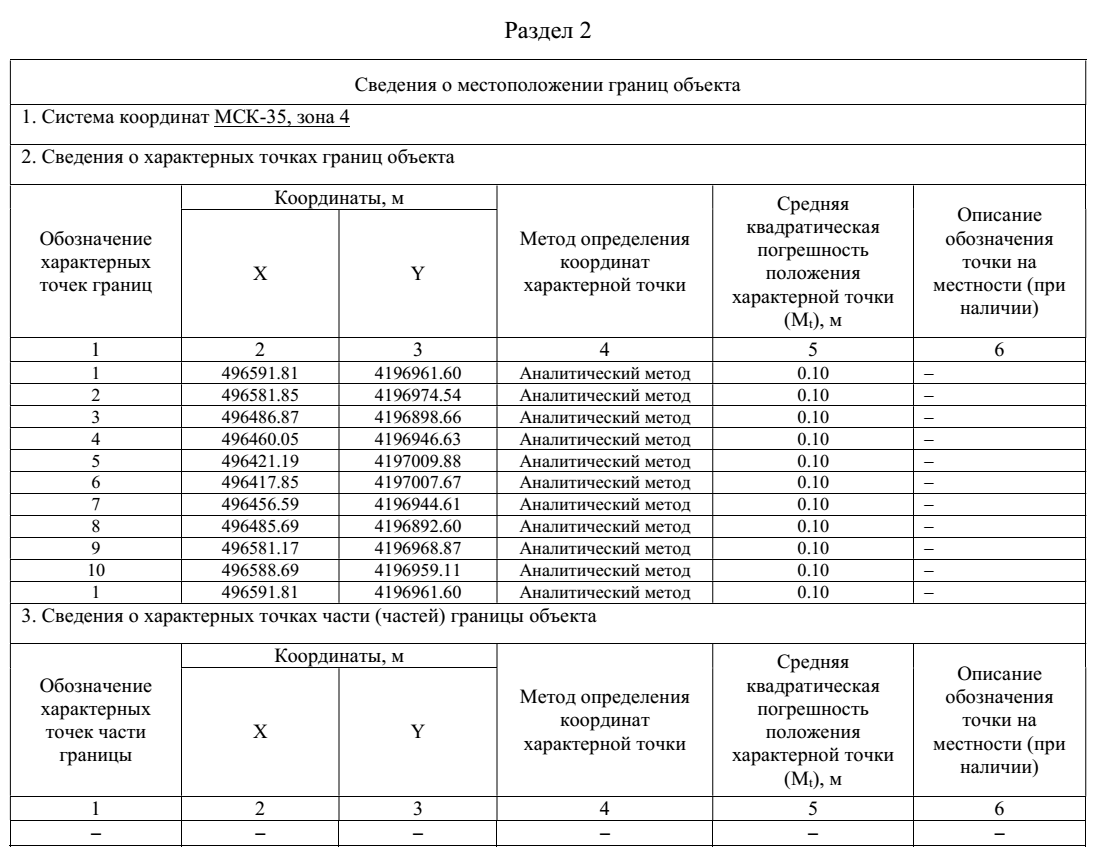 Раздел 2
Сведения о местоположении границ объекта
1. Система координат МСК-35, зона 4
2. Сведения о характерных точках границ объекта
Обозначение
характерных
точек границ
Координаты, м
X
Y
Метод определения
координат
характерной точки
Средняя
квадратическая
погрешность
положения
характерной точки
(Mt), м
Описание
обозначения
точки на
местности (при
наличии)
1 2 3 4 5 6
1 496591.81 4196961.60 Аналитический метод 0.10 –
2 496581.85 4196974.54 Аналитический метод 0.10 –
3 496486.87 4196898.66 Аналитический метод 0.10 –
4 496460.05 4196946.63 Аналитический метод 0.10 –
5 496421.19 4197009.88 Аналитический метод 0.10 –
6 496417.85 4197007.67 Аналитический метод 0.10 –
7 496456.59 4196944.61 Аналитический метод 0.10 –
8 496485.69 4196892.60 Аналитический метод 0.10 –
9 496581.17 4196968.87 Аналитический метод 0.10 –
10 496588.69 4196959.11 Аналитический метод 0.10 –
1 496591.81 4196961.60 Аналитический метод 0.10 –
3. Сведения о характерных точках части (частей) границы объекта
Обозначение
характерных
точек части
границы
Координаты, м
X
Y
Метод определения
координат
характерной точки
Средняя
квадратическая
погрешность
положения
характерной точки
(Mt), м
Описание
обозначения
точки на
местности (при
наличии)
1 2 3 4 5 6
– – – – – –